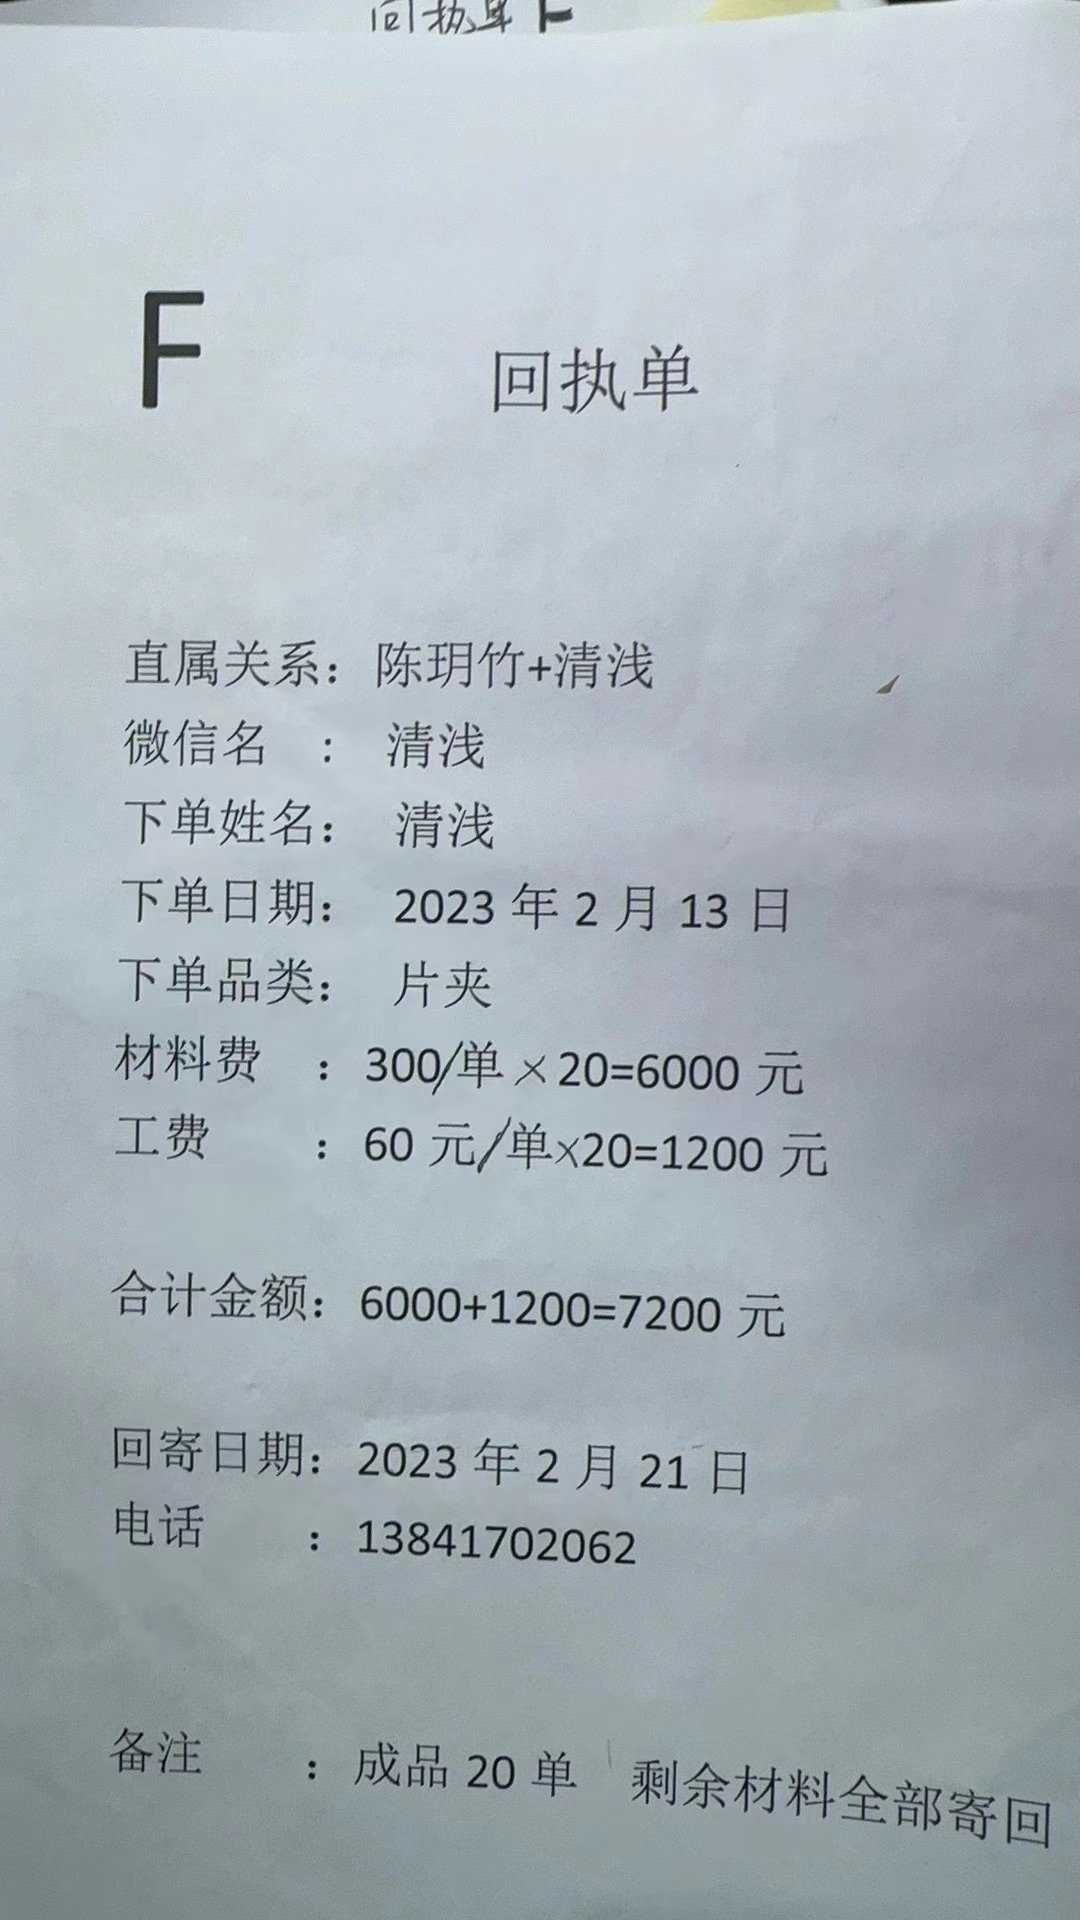 回执单 F
F
回执单
直属关系：陈玥竹+清浅
微信名 ： 清浅
下单姓名： 清浅
下单日期： 2023 年 2 月 13 日
下单品类： 片夹
材料费 ：300/单×20=6000 元
工费 ：60 元/单×20=1200 元
合计金额：6000+1200=7200 元
回寄日期：2023 年 2 月 21 日
电话 ：13841702062
备注 ：成品 20 单 剩余材料全部寄回